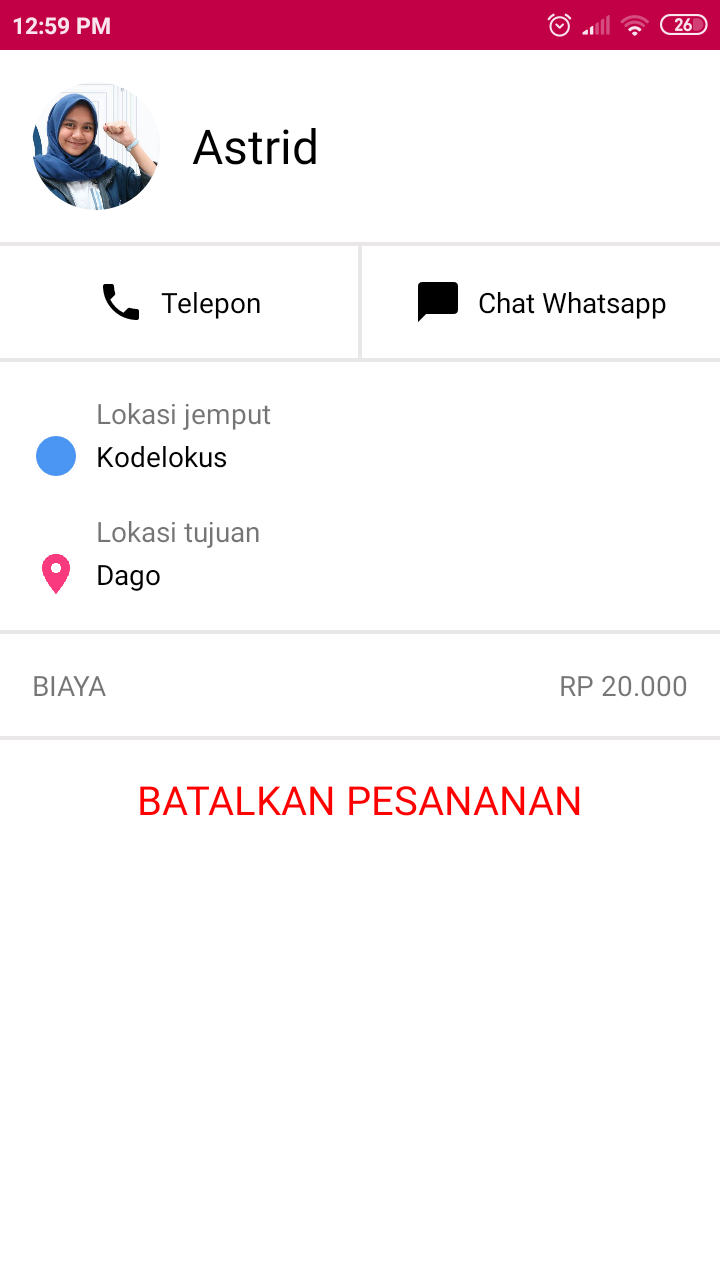 12:59 PM
26
Astrid
Telepon
Chat Whatsapp
Lokasi jemput
Kodelokus
Lokasi tujuan
Dago
BIAYA
RP 20.000
BATALKAN PESANANAN